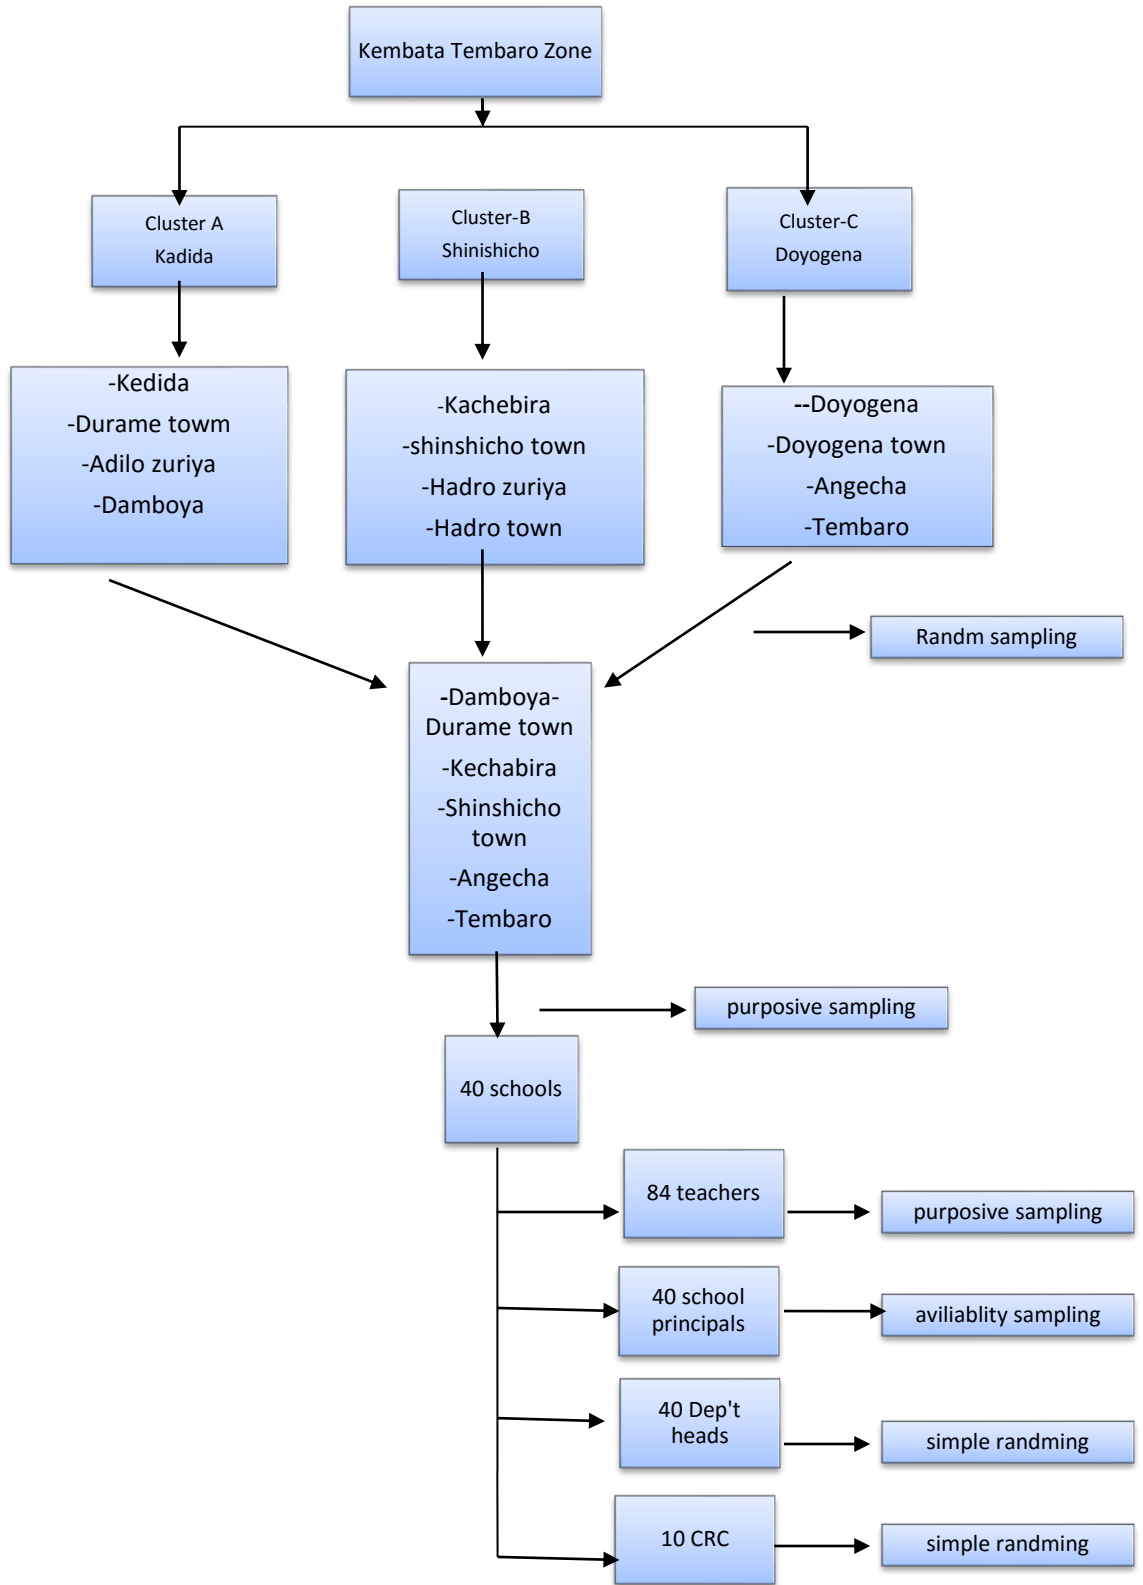 Kembata Tembaro Zone
Cluster A
Kadida
Cluster-B
Shinishicho
Cluster-C
Doyogena
-Kedida
-Durame towm
-Adilo zuriya
-Damboya
-Kachebira
-shinshicho town
-Hadro zuriya
-Hadro town
--Doyogena
-Doyogena town
-Angecha
-Tembaro
Randm sampling
-Damboya-
Durame town
-Kechabira
-Shinshicho
town
-Angecha
-Tembaro
purposive sampling
40 schools
84 teachers
purposive sampling
40 school
principals
aviliablity sampling
40 Dep't
heads
simple randming
10 CRC
simple randming